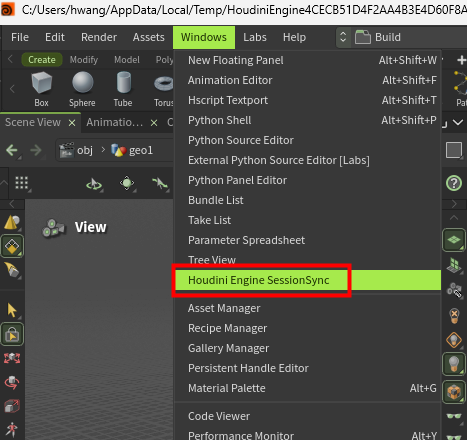 C:/Users/hwang/AppData/Local/Temp/HoudiniEngine4CECB51D4F2AA4B3E4D60F8A
File Edit Render Assets Windows Labs Help Build
Create Modify Model Poly
Box Sphere Tube Torus Pat
Scene View × Animatio... ×
obj geo1
View
New Floating Panel Alt+Shift+W
Animation Editor Alt+Shift+F
Hscript Textport Alt+Shift+T
Python Shell Alt+Shift+P
Python Source Editor
External Python Source Editor [Labs]
Python Panel Editor
Bundle List
Take List
Parameter Spreadsheet
Tree View
Houdini Engine SessionSync
Asset Manager
Recipe Manager
Gallery Manager
Persistent Handle Editor
Material Palette Alt+G
Code Viewer
Performance Monitor Alt+Y